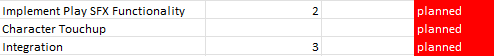 Implement Play SFX Functionality 2 planned
Character Touchup planned
Integration 3 planned